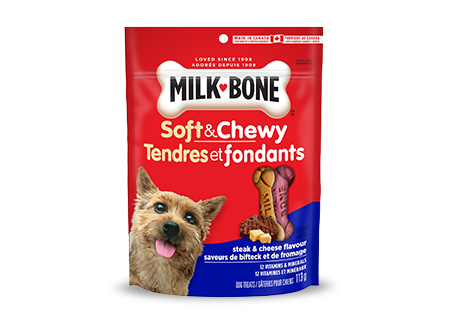 MADE IN CANADA FABRIQUÉ AU CANADA
LOVED SINCE 1908
ADORÉS DEPUIS 1908
MILK BONE
Soft & Chewy
Tendres et fondants
MILK
steak & cheese flavour
saveurs de bifteck et de fromage
12 VITAMINS & MINERALS
12 VITAMINES ET MINÉRAUX
DOG TREATS / GÂTERIES POUR CHIENS 113 g